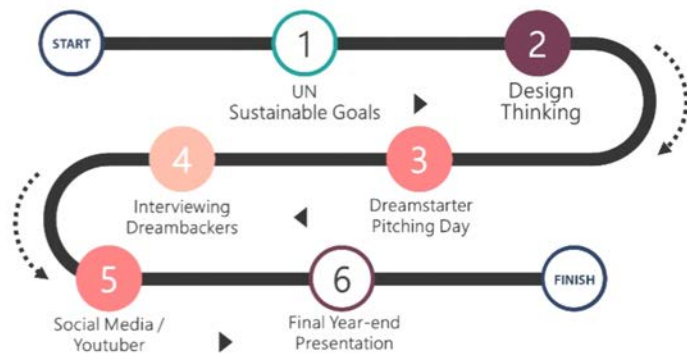 START
1
UN
Sustainable Goals
2
Design
Thinking
3
Dreamstarter
Pitching Day
4
Interviewing
Dreambackers
5
Social Media /
Youtuber
6
Final Year-end
Presentation
FINISH